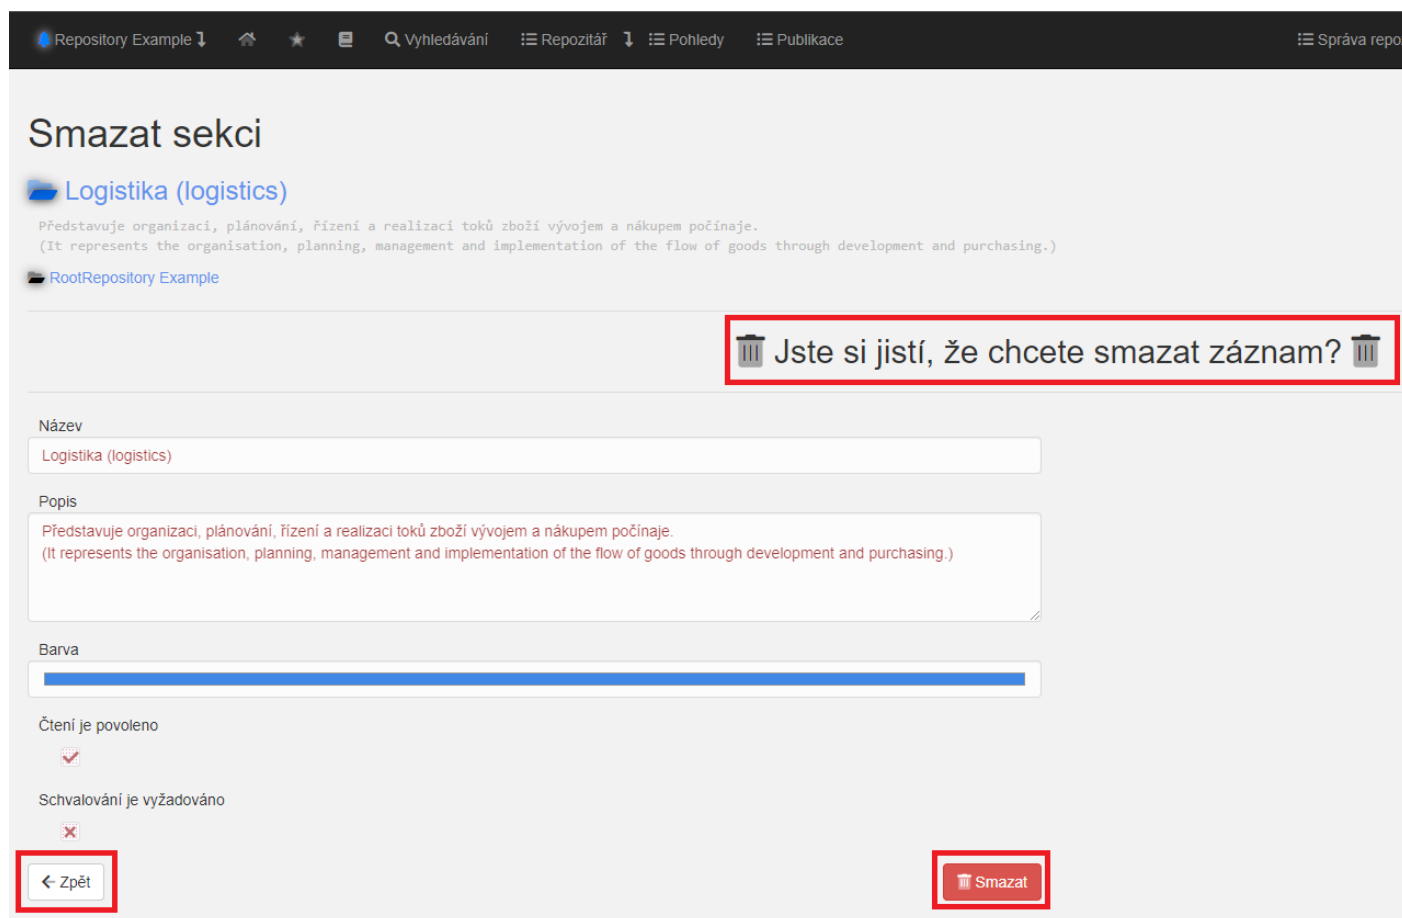 Repository Example
Vyhledávání
Repozitář
Pohledy
Publikace
Správa
Smazat sekci
Logistika (logistics)
Představuje organizaci, plánování, řízení a realizaci toků zboží vývojem a nákupem počínaje.
(It represents the organisation, planning, management and implementation of the flow of goods through development and purchasing.)
RootRepository Example
Jste si jistí, že chcete smazat záznam?
Název
Logistika (logistics)
Popis
Představuje organizaci, plánování, řízení a realizaci toků zboží vývojem a nákupem počínaje.
(It represents the organisation, planning, management and implementation of the flow of goods through development and purchasing.)
Barva
Čtení je povoleno
Schvalování je vyžadováno
Zpět
Smazat